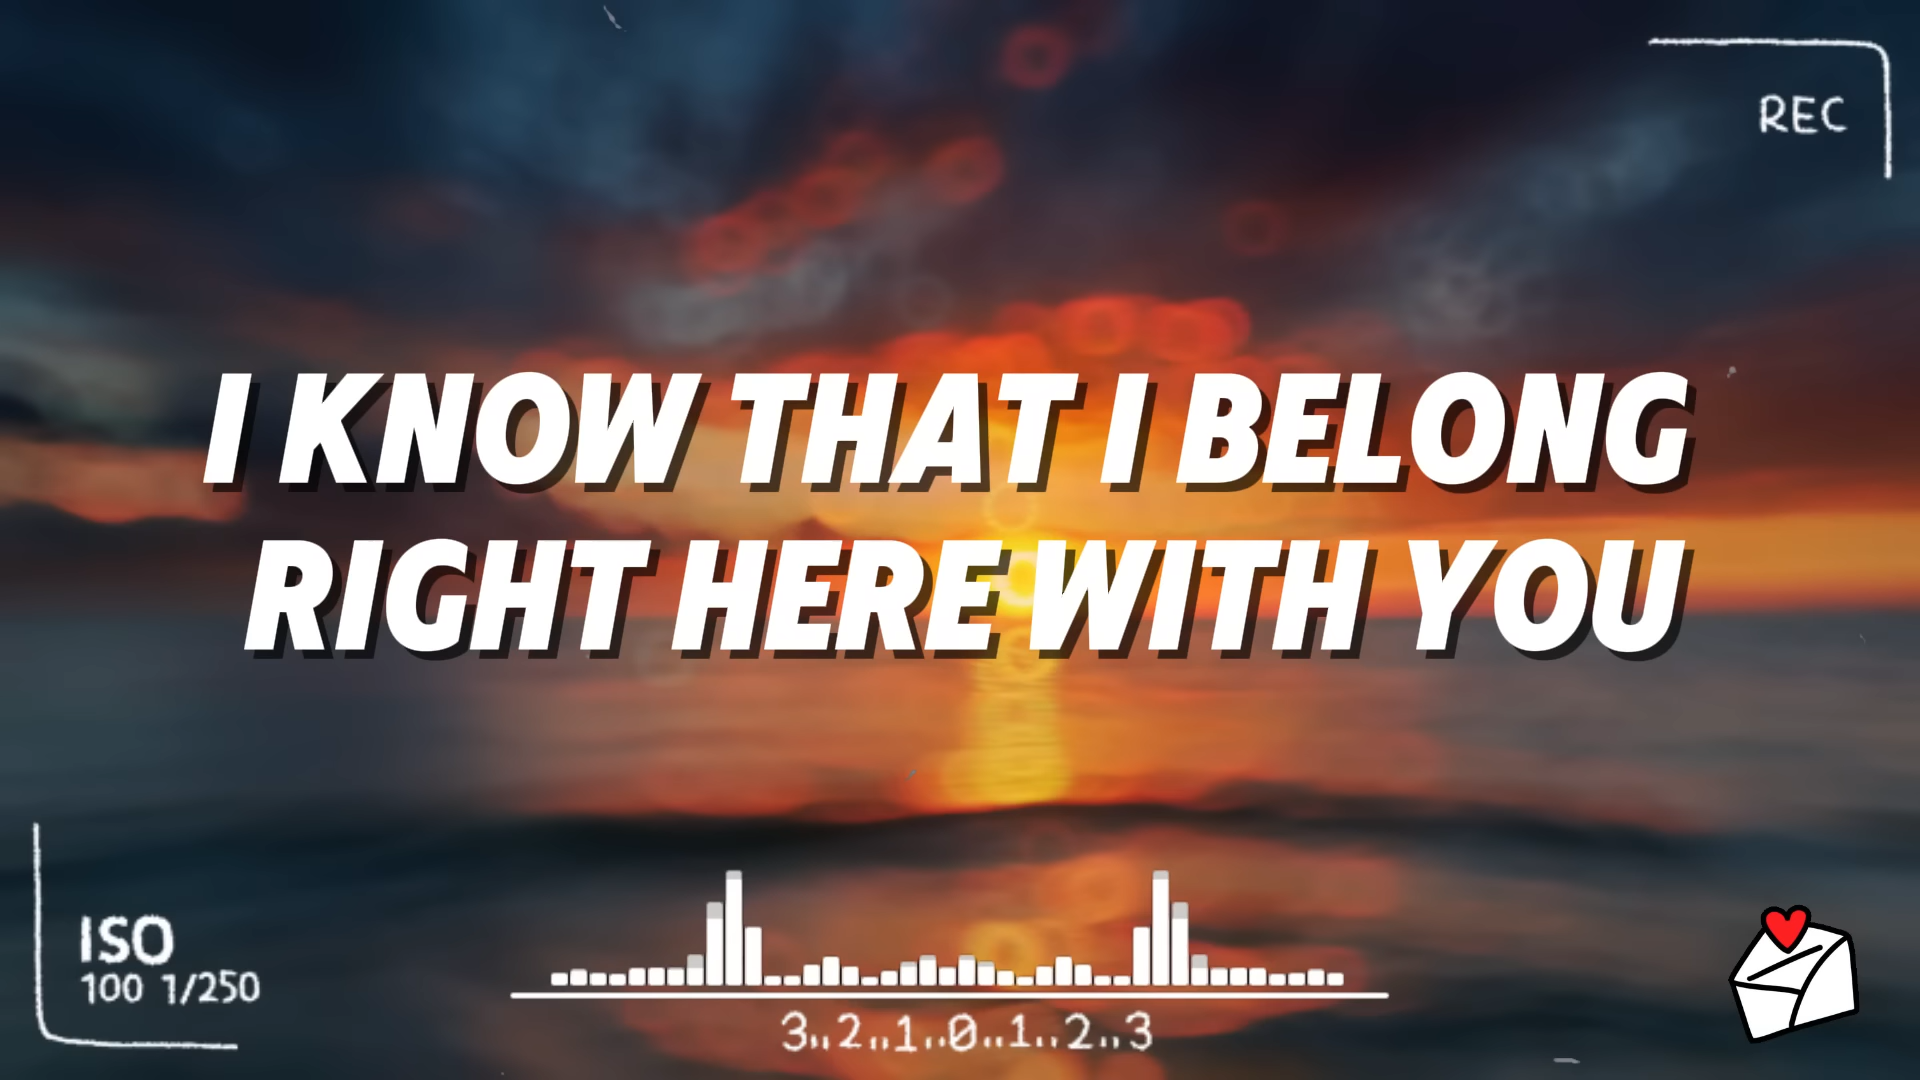 REC
I KNOW THAT I BELONG
RIGHT HERE WITH YOU
ISO
100 1/250
3..2..1..0..1..2..3